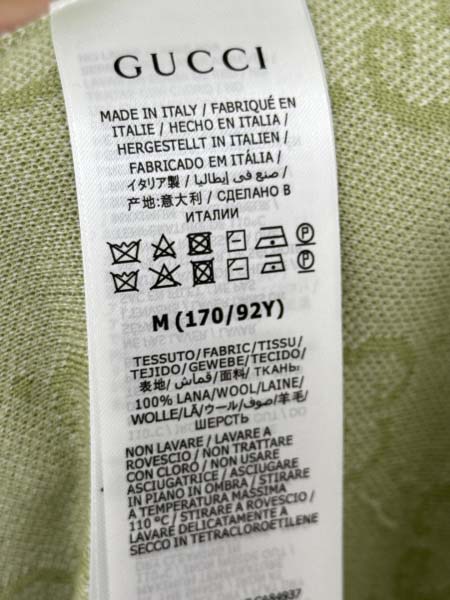 GUCCI
MADE IN ITALY / FABRIQUÉ EN
ITALIE / HECHO EN ITALIA /
HERGESTELLT IN ITALIEN /
FABRICADO EM ITÁLIA /
イタリア製 / صنع في إيطاليا /
产地:意大利 / СДЕЛАНО В
ИТАЛИИ
P
P
M (170/92Y)
TESSUTO/FABRIC/TISSU/
TEJIDO/GEWEBE/TECIDO/
表地/قماش/面料/ ТКАНЬ
100% LANA/WOOL/LAINE/
WOLLE/LÃ/ウール/صوف/羊毛/
ШЕРСТЬ
NON LAVARE / LAVARE A
ROVESCIO / NON TRATTARE
CON CLORO / NON USARE
ASCIUGATRICE / ASCIUGARE
IN PIANO IN OMBRA / STIRARE
A TEMPERATURA MASSIMA
110 °C / STIRARE A ROVESCIO /
LAVARE DELICATAMENTE A
SECCO IN TETRACLOROETILENE